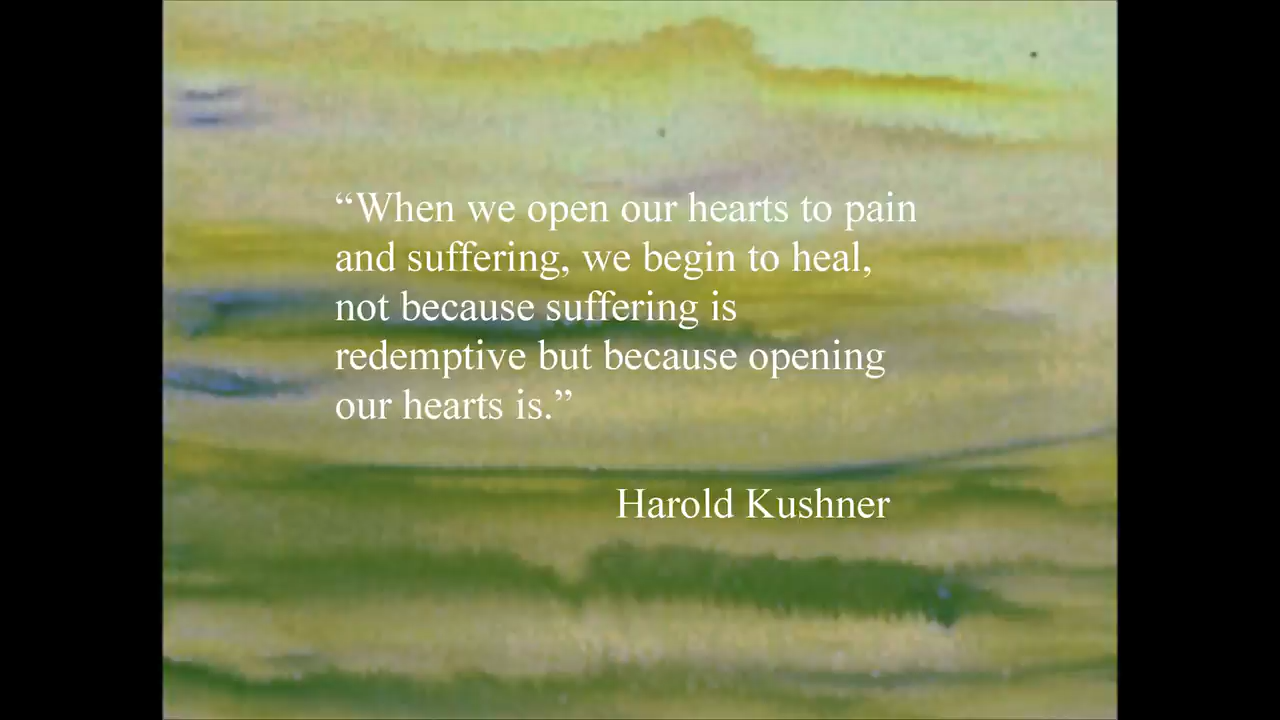 “When we open our hearts to pain
and suffering, we begin to heal,
not because suffering is
redemptive but because opening
our hearts is.”
Harold Kushner